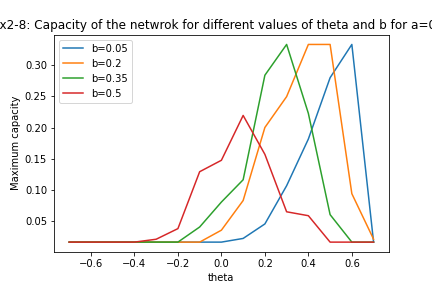 x2-8: Capacity of the netwrok for different values of theta and b for a=0
b=0.05
b=0.2
b=0.35
b=0.5
Maximum capacity
0.30
0.25
0.20
0.15
0.10
0.05
−0.6 −0.4 −0.2 0.0 0.2 0.4 0.6
theta